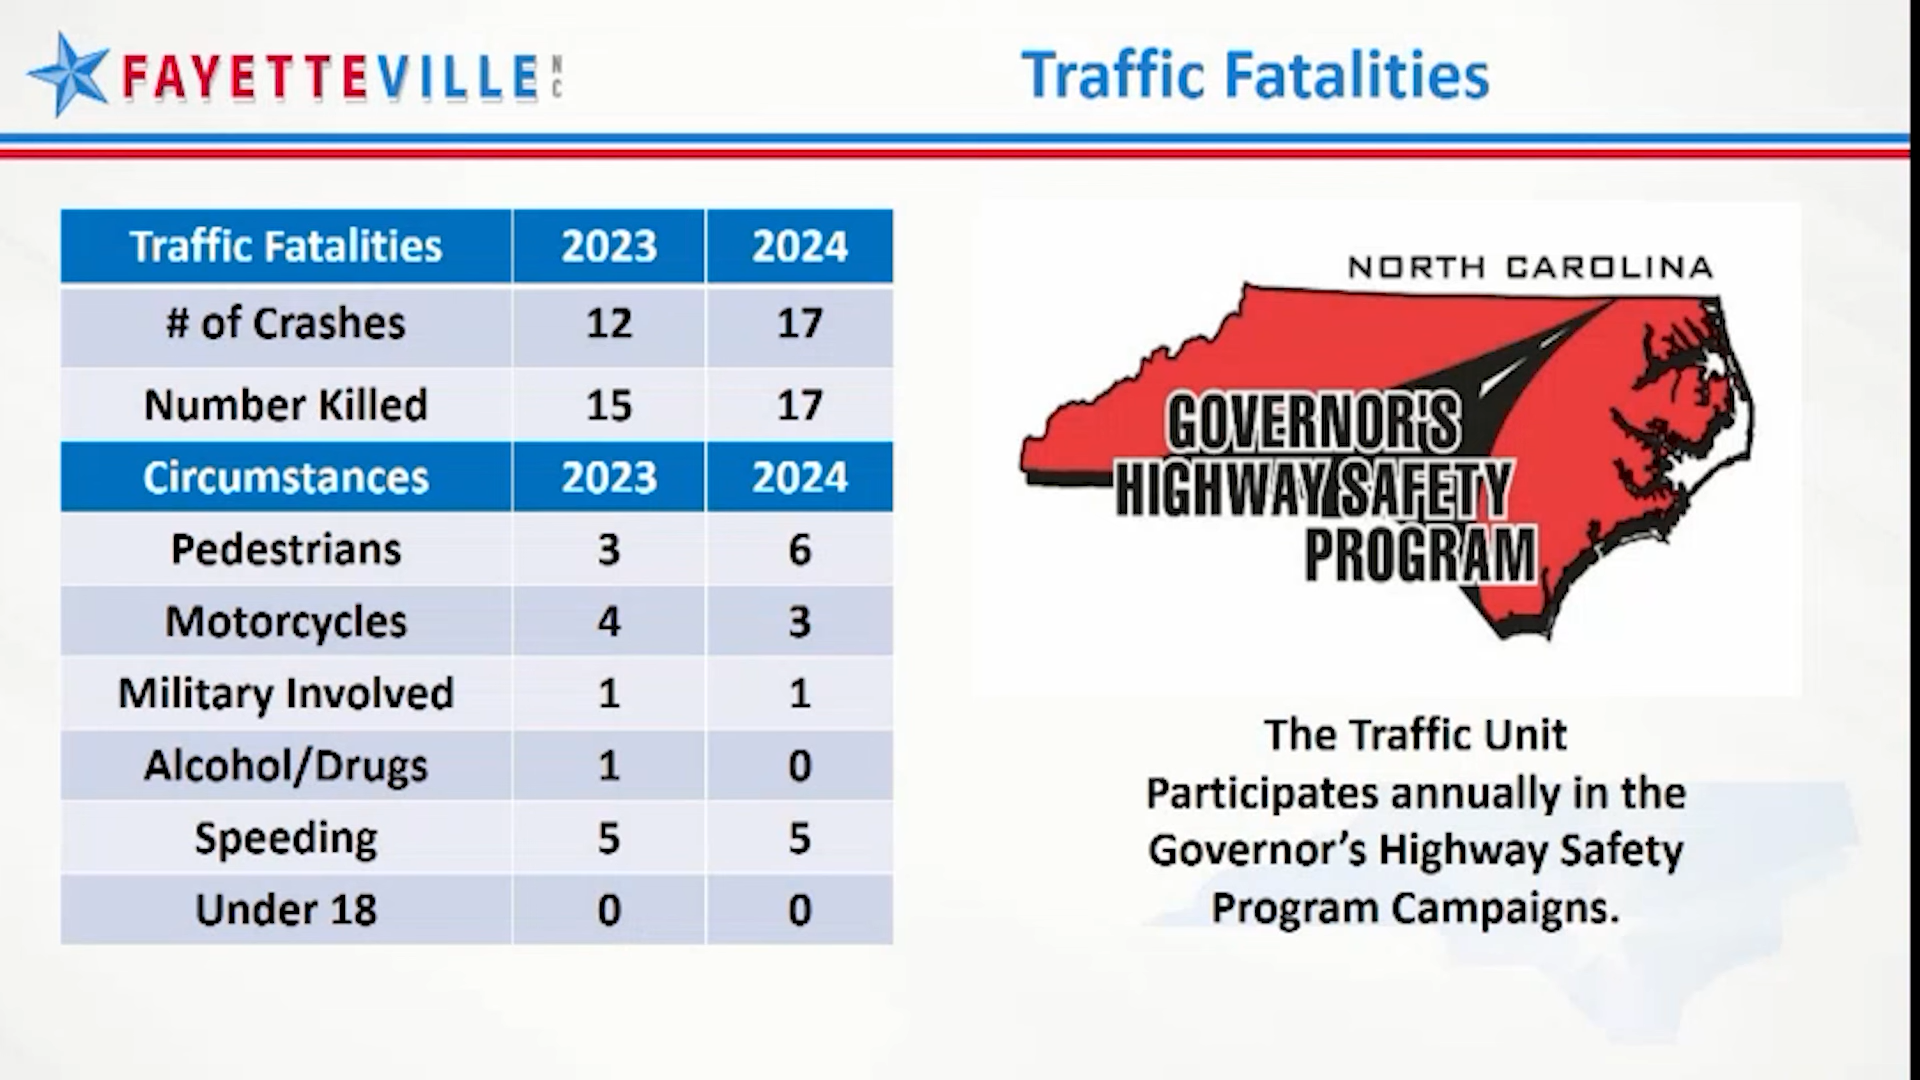 FAYETTEVILLE NC
Traffic Fatalities
Traffic Fatalities 2023 2024
# of Crashes 12 17
Number Killed 15 17
Circumstances 2023 2024
Pedestrians 3 6
Motorcycles 4 3
Military Involved 1 1
Alcohol/Drugs 1 0
Speeding 5 5
Under 18 0 0
NORTH CAROLINA
GOVERNOR'S
HIGHWAY SAFETY
PROGRAM
The Traffic Unit
Participates annually in the
Governor’s Highway Safety
Program Campaigns.